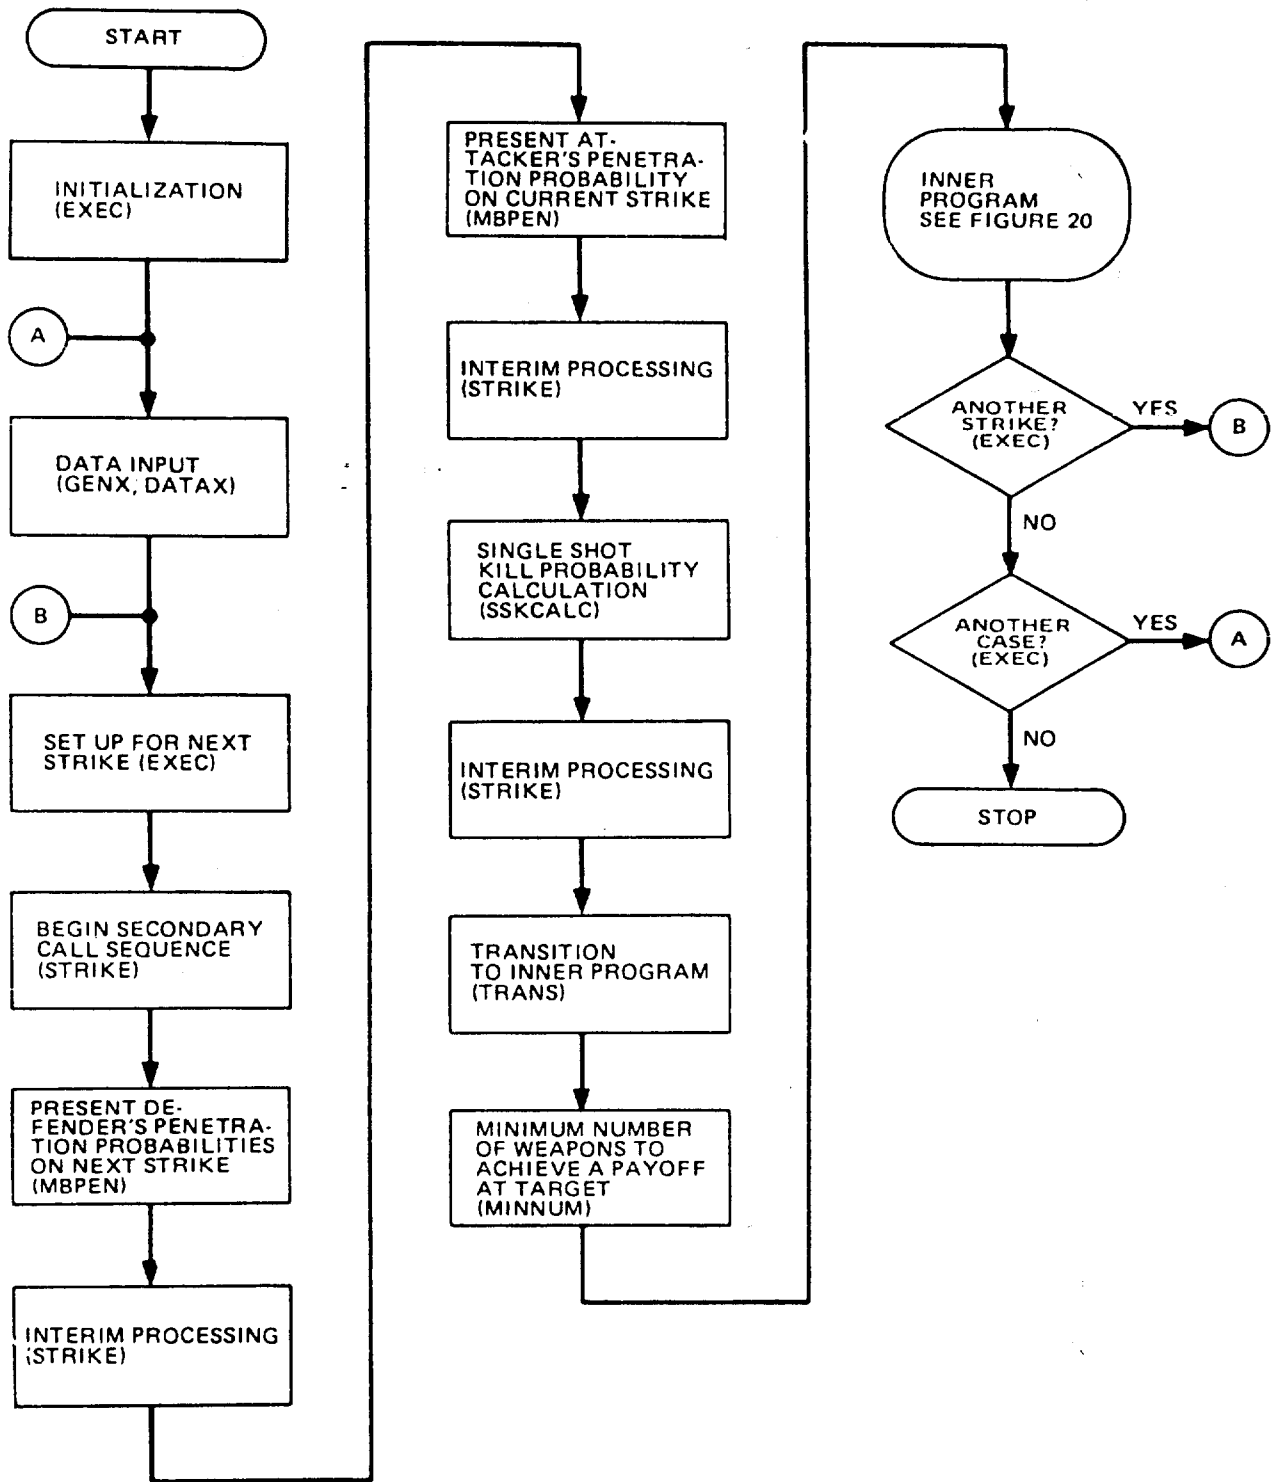 START
INITIALIZATION
(EXEC)
A
DATA INPUT
(GENX, DATAX)
B
SET UP FOR NEXT
STRIKE (EXEC)
BEGIN SECONDARY
CALL SEQUENCE
(STRIKE)
PRESENT DE-
FENDER'S PENETRA-
TION PROBABILITIES
ON NEXT STRIKE
(MBPEN)
INTERIM PROCESSING
(STRIKE)
PRESENT AT-
TACKER'S PENETRA-
TION PROBABILITY
ON CURRENT STRIKE
(MBPEN)
INTERIM PROCESSING
(STRIKE)
SINGLE SHOT
KILL PROBABILITY
CALCULATION
(SSKCALC)
INTERIM PROCESSING
(STRIKE)
TRANSITION
TO INNER PROGRAM
(TRANS)
MINIMUM NUMBER
OF WEAPONS TO
ACHIEVE A PAYOFF
AT TARGET
(MINNUM)
INNER
PROGRAM
SEE FIGURE 20
ANOTHER
STRIKE?
(EXEC)
YES
B
NO
ANOTHER
CASE?
(EXEC)
YES
A
NO
STOP